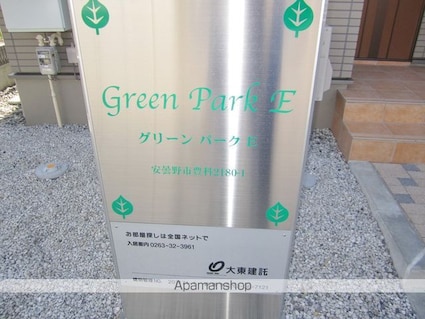 Green Park E
グリーン パーク E
安曇野市豊科2180-1
お部屋探しは全国ネットで
入居案内 0263-32-3961
大東建託
Apamanshop